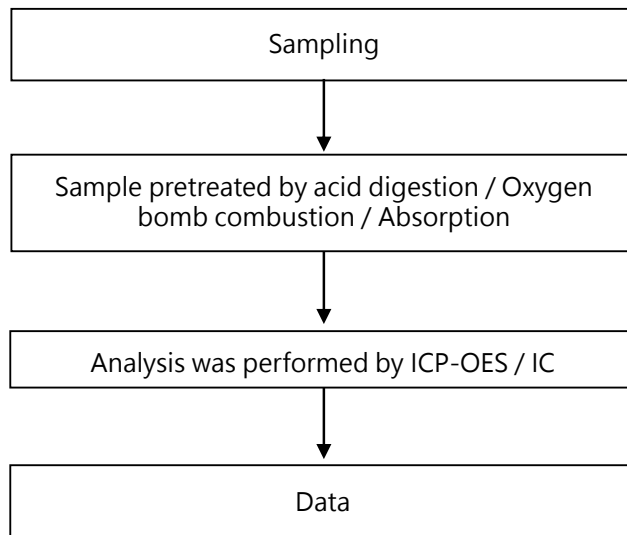 Sampling
Sample pretreated by acid digestion / Oxygen
bomb combustion / Absorption
Analysis was performed by ICP-OES / IC
Data